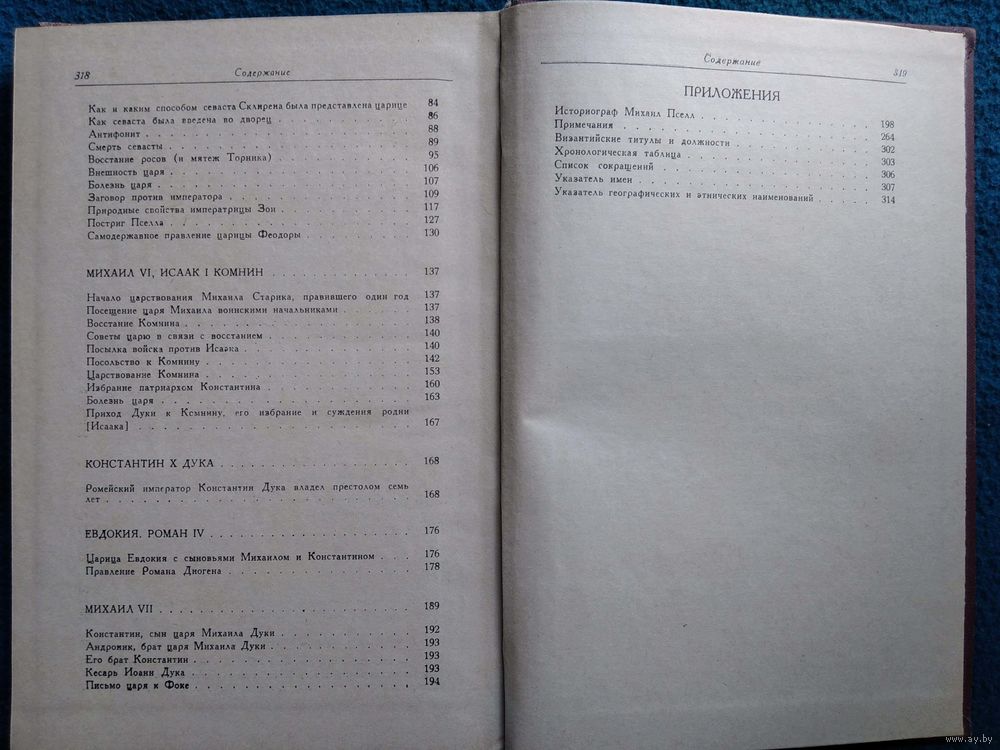 318 Содержание
Как и каким способом севаста Склирена была представлена царице 84
Как севаста была введена во дворец . . . . . . . . . . 86
Антифонит . . . . . . . . . . 88
Смерть севасты . . . . . . . . . . 89
Восстание росов (и мятеж Торника) . . . . . . . . . . 95
Внешность царя . . . . . . . . . . 106
Болезнь царя . . . . . . . . . . 107
Заговор против императора . . . . . . . . . . 109
Природные свойства императрицы Зои . . . . . . . . . . 117
Постриг Пселла . . . . . . . . . . 127
Самодержавное правление царицы Феодоры . . . . . . . . . . 130
МИХАИЛ VI, ИСААК I КОМНИН . . . . . . . . . . 137
Начало царствования Михаила Старика, правившего один год 137
Посещение царя Михаила воинскими начальниками . . . . . . 137
Восстание Комнина . . . . . . . . . . 138
Советы царю в связи с восстанием . . . . . . . . . . 140
Посылка войска против Исаака . . . . . . . . . . 140
Посольство к Комнину . . . . . . . . . . 142
Царствование Комнина . . . . . . . . . . 153
Избрание патриархом Константина . . . . . . . . . . 160
Болезнь царя . . . . . . . . . . 163
Приход Дуки к Комнину, его избрание и суждения родни
[Исаака] . . . . . . . . . . 167
КОНСТАНТИН X ДУКА . . . . . . . . . . 168
Ромейский император Константин Дука владел престолом семь
лет . . . . . . . . . . 168
ЕВДОКИЯ. РОМАН IV . . . . . . . . . . 176
Царица Евдокия с сыновьями Михаилом и Константином . . . 176
Правление Романа Диогена . . . . . . . . . . 178
МИХАИЛ VII . . . . . . . . . . 189
Константин, сын царя Михаила Дуки . . . . . . . . . . 192
Андроник, брат царя Михаила Дуки . . . . . . . . . . 193
Его брат Константин . . . . . . . . . . 193
Кесарь Иоанн Дука . . . . . . . . . . 193
Письмо царя к Фоке . . . . . . . . . . 194
Содержание 319
ПРИЛОЖЕНИЯ
Историограф Михаил Пселл . . . . . . . . . . 198
Примечания . . . . . . . . . . 264
Византийские титулы и должности . . . . . . . . . . 302
Хронологическая таблица . . . . . . . . . . 303
Список сокращений . . . . . . . . . . 306
Указатель имен . . . . . . . . . . 307
Указатель географических и этнических наименований . . . . . 314
www.ay.by